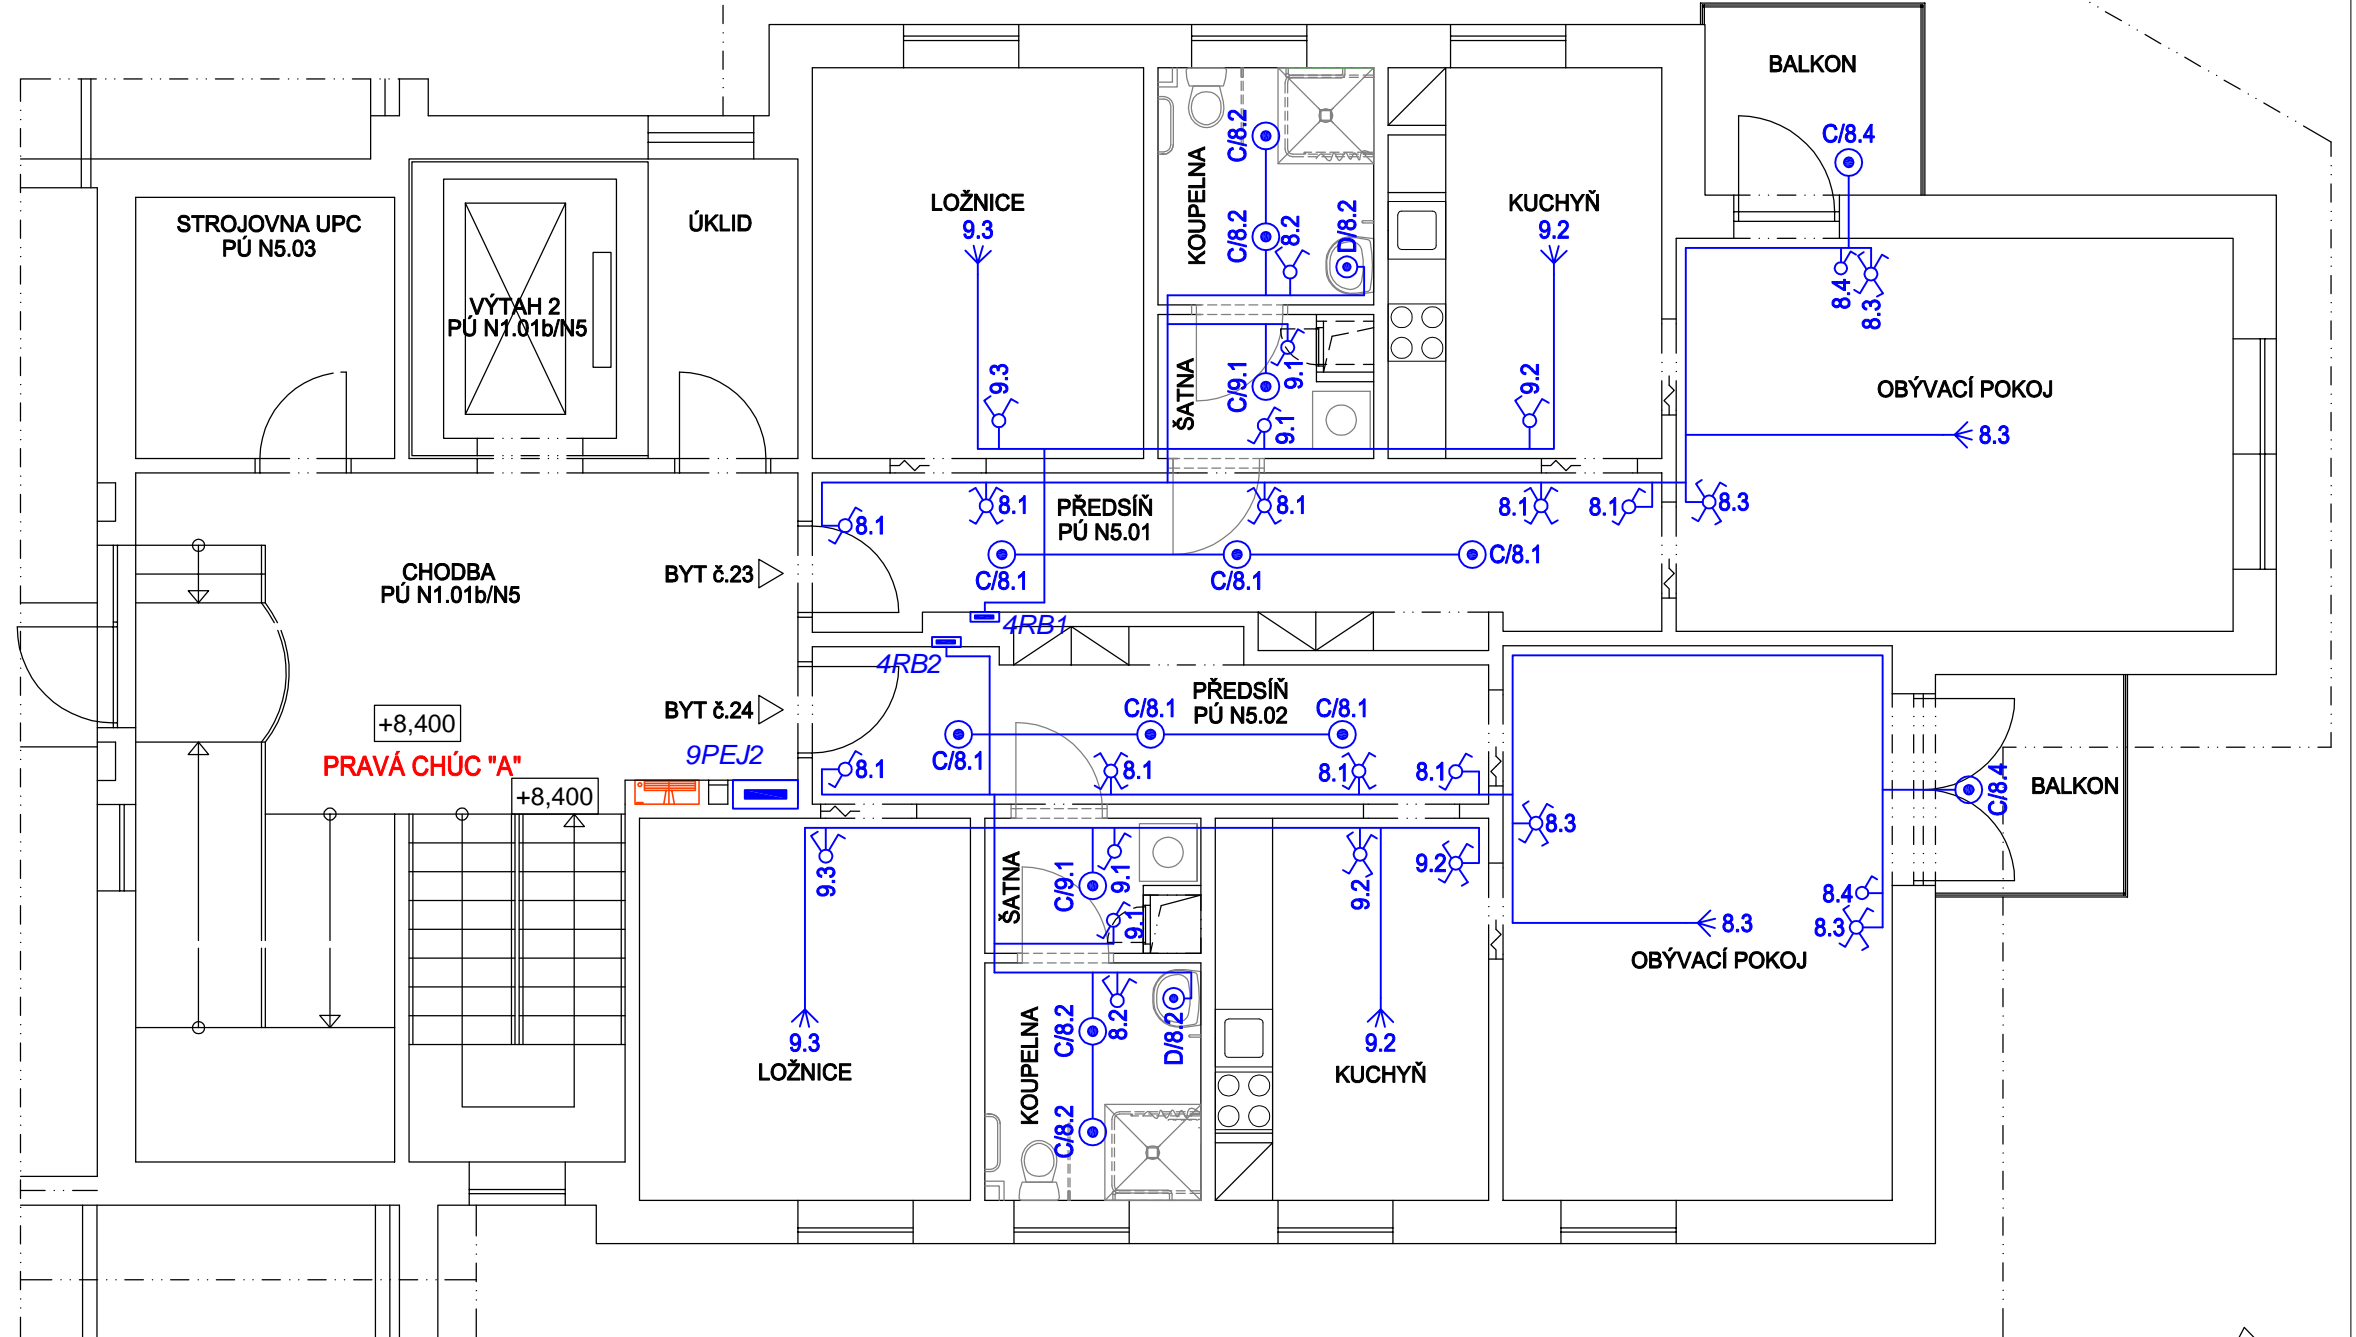 BALKON
C/8.4
C/8.2
KOUPELNA
LOŽNICE
9.3
KUCHYŇ
9.2
STROJOVNA UPC
PÚ N5.03
ÚKLID
C/8.2
8.2
D/8.2
8.4
8.3
VÝTAH 2
PÚ N1.01b/N5
9.3
ŠATNA
C/9.1
9.1
9.2
OBÝVACÍ POKOJ
9.1
8.3
8.1
8.1
PŘEDSÍŇ
PÚ N5.01
8.1
8.1
8.1
8.3
C/8.1
C/8.1
C/8.1
CHODBA
PÚ N1.01b/N5
BYT č.23
4RB1
4RB2
BYT č.24
PŘEDSÍŇ
PÚ N5.02
C/8.1
C/8.1
C/8.1
+8,400
PRAVÁ CHÚC "A"
9PEJ2
8.1
8.1
8.1
8.1
+8,400
C/8.4
BALKON
8.3
9.3
ŠATNA
C/9.1
9.1
9.2
9.2
9.1
8.4
8.3
8.3
OBÝVACÍ POKOJ
KOUPELNA
C/8.2
8.2
D/8.2
9.3
LOŽNICE
9.2
KUCHYŇ
C/8.2